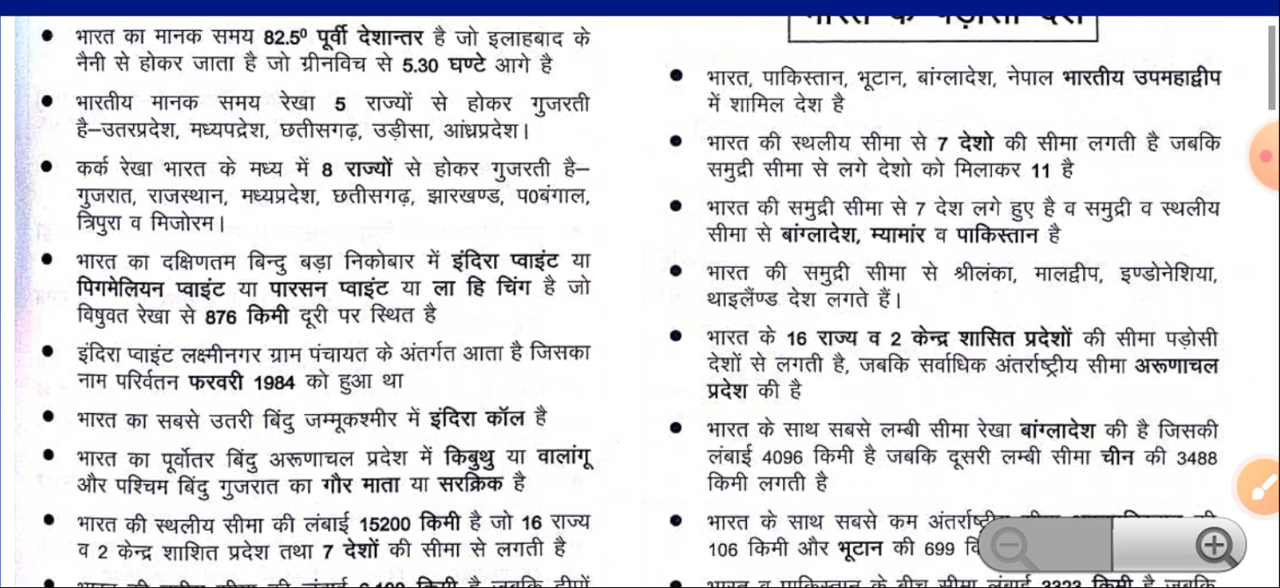 भारत का मानक समय 82.5⁰ पूर्वी देशान्तर है जो इलाहबाद के
नैनी से होकर जाता है जो ग्रीनविच से 5.30 घण्टे आगे है
भारतीय मानक समय रेखा 5 राज्यों से होकर गुजरती
है–उतरप्रदेश, मध्यपद्रेश, छतीसगढ़, उड़ीसा, आंध्रप्रदेश।
कर्क रेखा भारत के मध्य में 8 राज्यों से होकर गुजरती है–
गुजरात, राजस्थान, मध्यप्रदेश, छतीसगढ़, झारखण्ड, प0बंगाल,
त्रिपुरा व मिजोरम।
भारत का दक्षिणतम बिन्दु बड़ा निकोबार में इंदिरा प्वाइंट या
पिगमेलियन प्वाइंट या पारसन प्वाइंट या ला हि चिंग है जो
विषुवत रेखा से 876 किमी दूरी पर स्थित है
इंदिरा प्वाइंट लक्ष्मीनगर ग्राम पंचायत के अंतर्गत आता है जिसका
नाम परिर्वतन फरवरी 1984 को हुआ था
भारत का सबसे उतरी बिंदु जम्मूकश्मीर में इंदिरा कॉल है
भारत का पूर्वोतर बिंदु अरूणाचल प्रदेश में किबुथु या वालांगू
और पश्चिम बिंदु गुजरात का गौर माता या सरक्रिक है
भारत की स्थलीय सीमा की लंबाई 15200 किमी है जो 16 राज्य
व 2 केन्द्र शाशित प्रदेश तथा 7 देशों की सीमा से लगती है
भारत के पड़ोसी देश
भारत, पाकिस्तान, भूटान, बांग्लादेश, नेपाल भारतीय उपमहाद्वीप
में शामिल देश है
भारत की स्थलीय सीमा से 7 देशो की सीमा लगती है जबकि
समुद्री सीमा से लगे देशो को मिलाकर 11 है
भारत की समुद्री सीमा से 7 देश लगे हुए है व समुद्री व स्थलीय
सीमा से बांग्लादेश, म्यामांर व पाकिस्तान है
भारत की समुद्री सीमा से श्रीलंका, मालद्वीप, इण्डोनेशिया,
थाइलैंण्ड देश लगते हैं।
भारत के 16 राज्य व 2 केन्द्र शासित प्रदेशों की सीमा पड़ोसी
देशों से लगती है, जबकि सर्वाधिक अंतर्राष्ट्रीय सीमा अरूणाचल
प्रदेश की है
भारत के साथ सबसे लम्बी सीमा रेखा बांग्लादेश की है जिसकी
लंबाई 4096 किमी है जबकि दूसरी लम्बी सीमा चीन की 3488
किमी लगती है
भारत के साथ सबसे कम
106 किमी और भूटान की 699
भारत व पाकिस्तान के बीच सीमा लंबाई 3323 किमी है जबकि